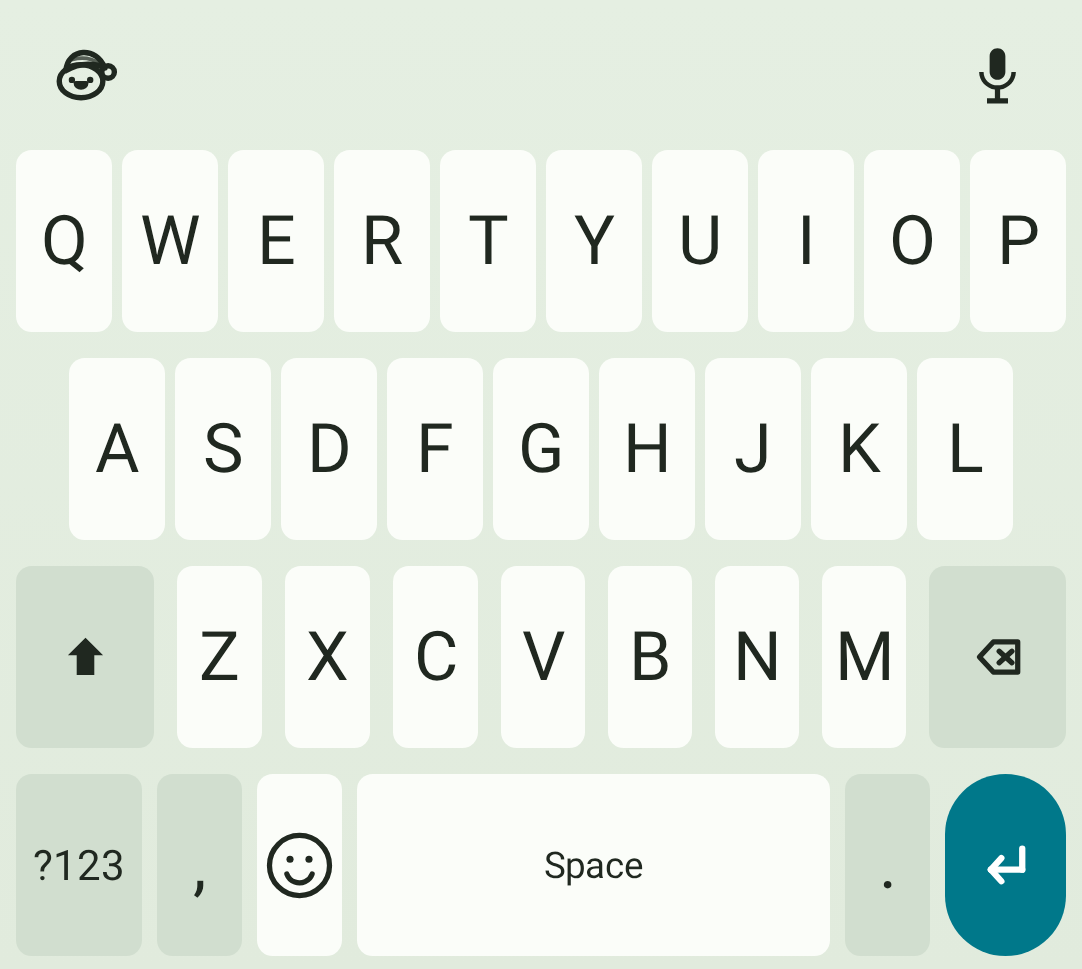 Q W E R T Y U I O P
A S D F G H J K L
Z X C V B N M
?123 , Space .